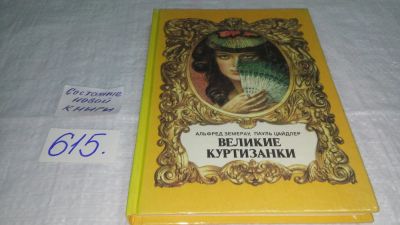 Состояние
новой
книги
615.
АЛЬФРЕД ЗЕМЕРАУ, ПАУЛЬ ЦАЙДЛЕР
ВЕЛИКИЕ
КУРТИЗАНКИ